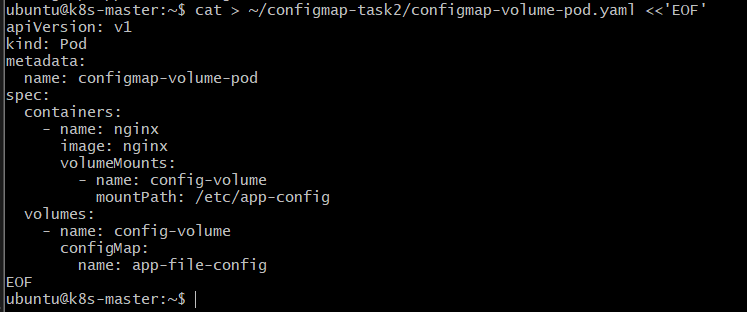 ubuntu@k8s-master:~$ cat > ~/configmap-task2/configmap-volume-pod.yaml <<'EOF'
apiVersion: v1
kind: Pod
metadata:
  name: configmap-volume-pod
spec:
  containers:
    - name: nginx
      image: nginx
      volumeMounts:
        - name: config-volume
          mountPath: /etc/app-config
  volumes:
    - name: config-volume
      configMap:
        name: app-file-config
EOF
ubuntu@k8s-master:~$